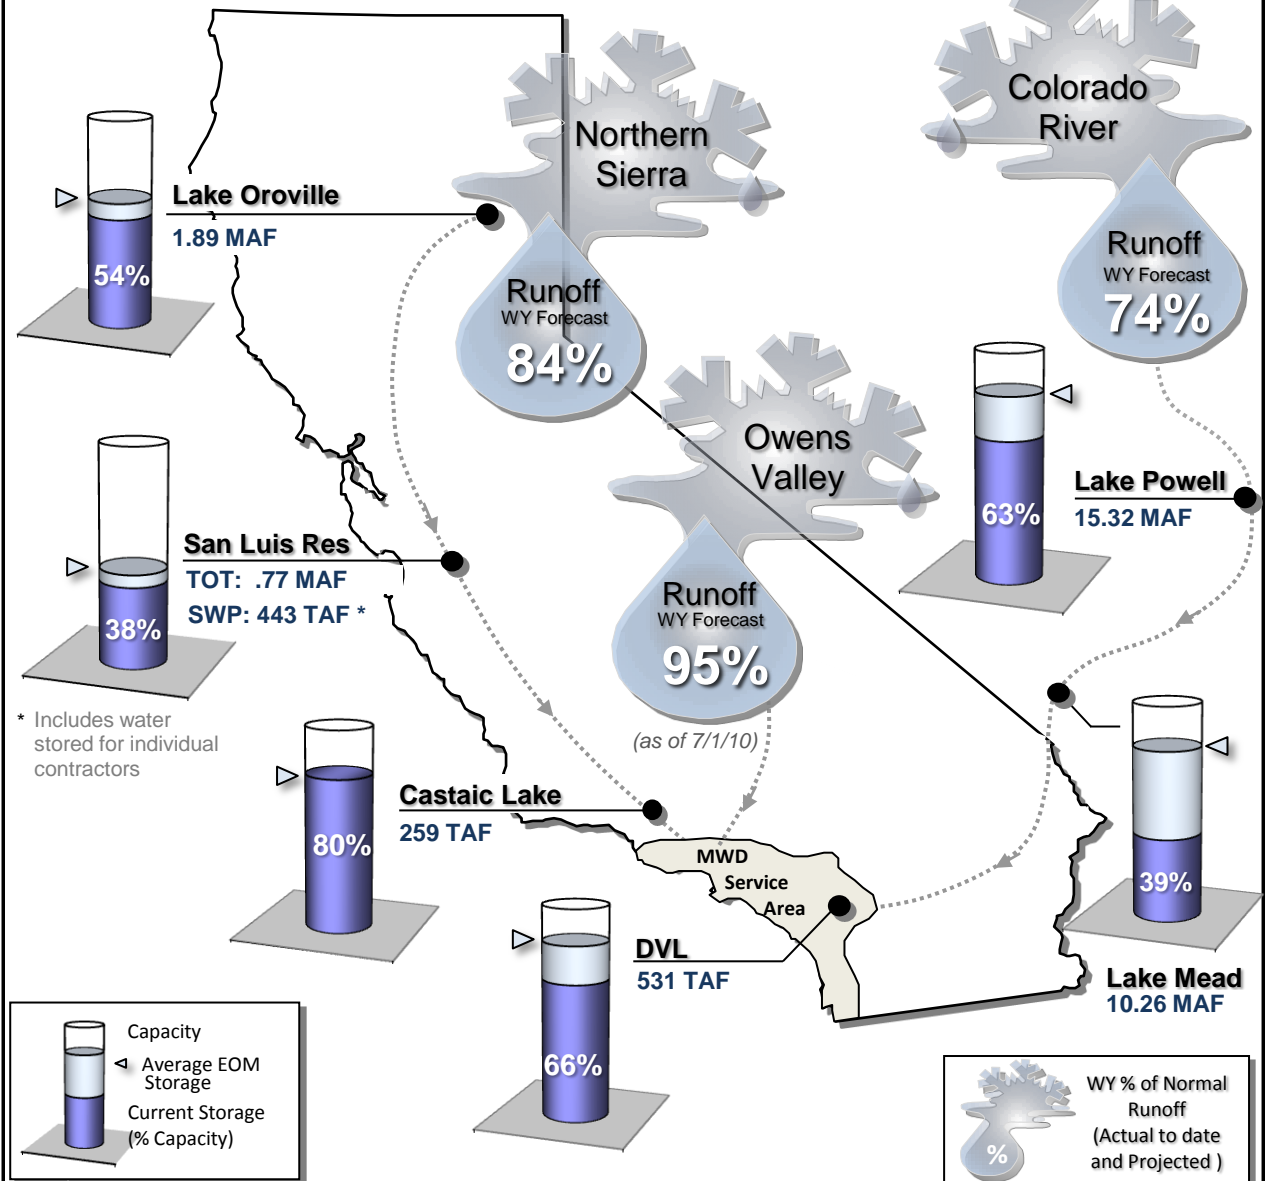 Northern
Sierra
Colorado
River
Lake Oroville
1.89 MAF
54%
Runoff
WY Forecast
84%
Runoff
WY Forecast
74%
Owens
Valley
Lake Powell
15.32 MAF
63%
San Luis Res
TOT: .77 MAF
SWP: 443 TAF *
38%
Runoff
WY Forecast
95%
(as of 7/1/10)
* Includes water
stored for individual
contractors
Castaic Lake
259 TAF
80%
MWD
Service
Area
39%
DVL
531 TAF
Lake Mead
10.26 MAF
66%
Capacity
Average EOM
Storage
Current Storage
(% Capacity)
WY % of Normal
Runoff
(Actual to date
and Projected )
%